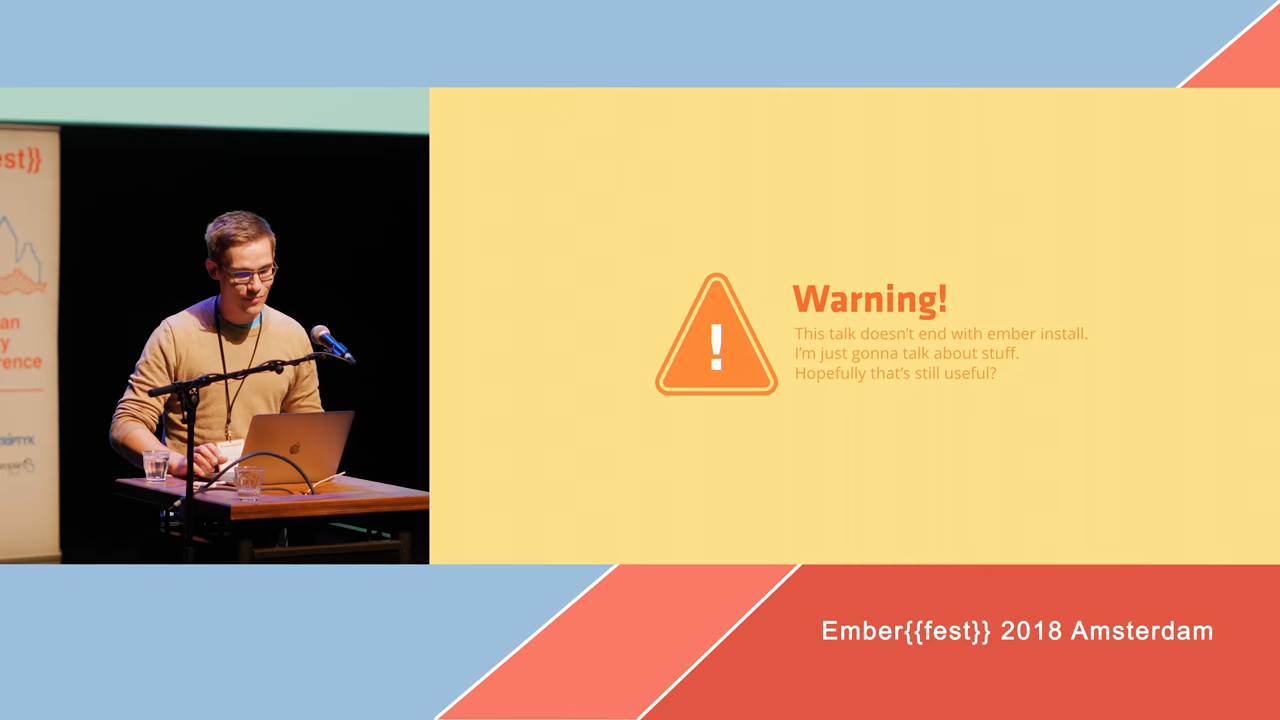 est}}
an
y
erence
Warning!
This talk doesn't end with ember install.
I'm just gonna talk about stuff.
Hopefully that's still useful?
Ember{{fest}} 2018 Amsterdam